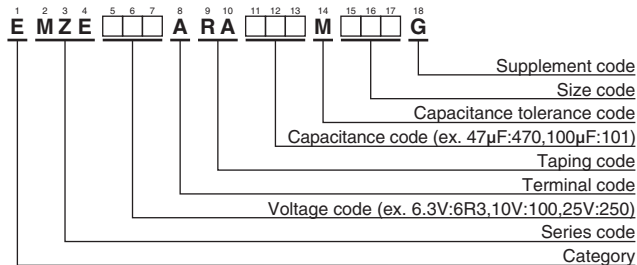 1 2 3 4 5 6 7 8 9 10 11 12 13 14 15 16 17 18
E MZE A RA M G
Supplement code
Size code
Capacitance tolerance code
Capacitance code (ex. 47µF:470,100µF:101)
Taping code
Terminal code
Voltage code (ex. 6.3V:6R3,10V:100,25V:250)
Series code
Category